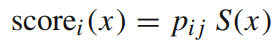 scoreᵢ(x) = pᵢⱼ S(x)